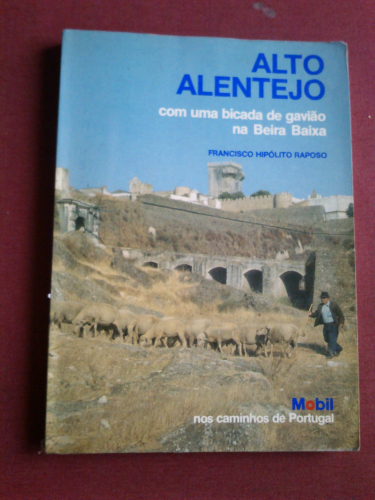 ALTO
ALENTEJO
com uma bicada de gavião
na Beira Baixa
FRANCISCO HIPÓLITO RAPOSO
Mobil
nos caminhos de Portugal